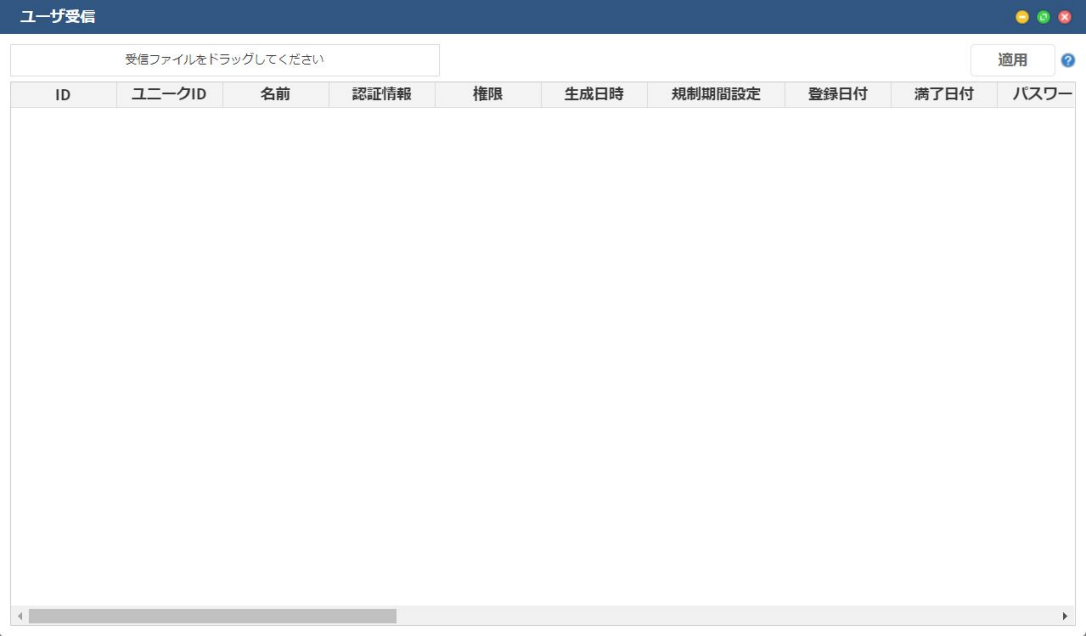 ユーザ受信
受信ファイルをドラッグしてください
適用
ID ユニークID 名前 認証情報 権限 生成日時 規制期間設定 登録日付 満了日付 パスワー